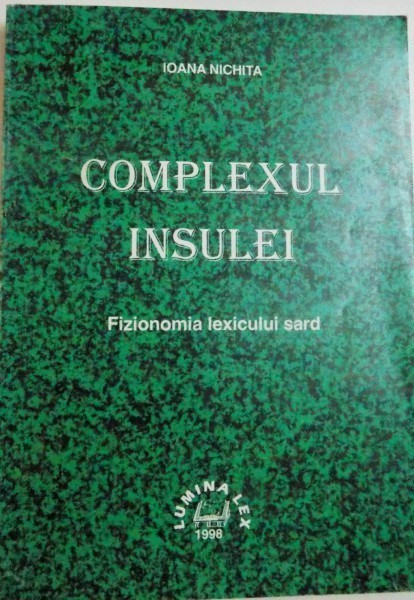 IOANA NICHITA
COMPLEXUL
INSULEI
Fizionomia lexicului sard
LUMINA LEX
1998